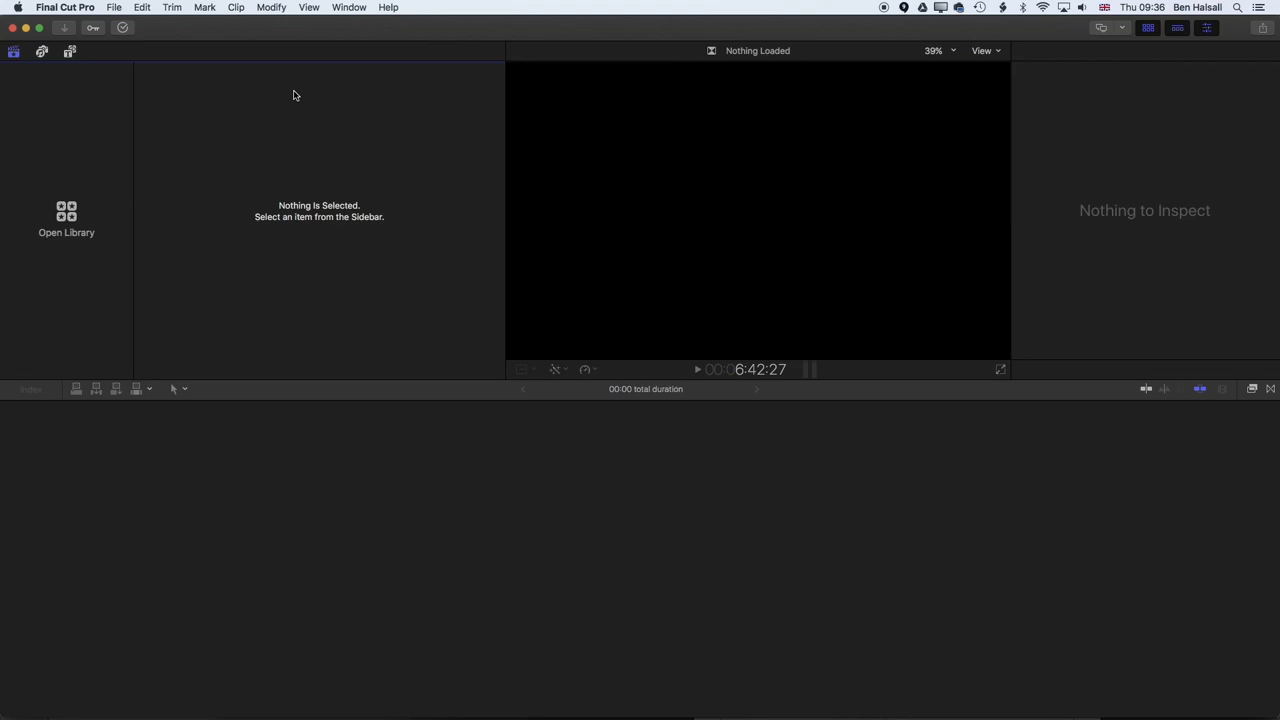 Final Cut Pro File Edit Trim Mark Clip Modify View Window Help Thu 09:36 Ben Halsall
Nothing Loaded 39% View
Nothing Is Selected.
Select an item from the Sidebar.
Open Library
Nothing to Inspect
00:06:42:27
Index 00:00 total duration